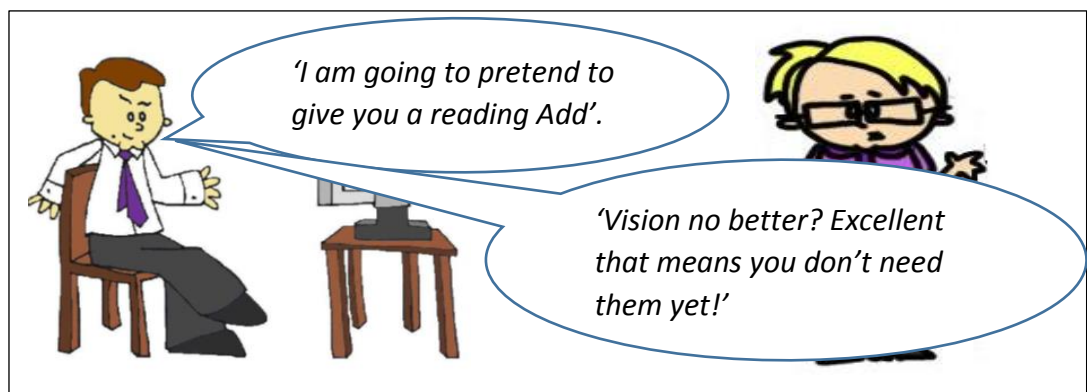 ‘I am going to pretend to
give you a reading Add’.
‘Vision no better? Excellent
that means you don’t need
them yet!’